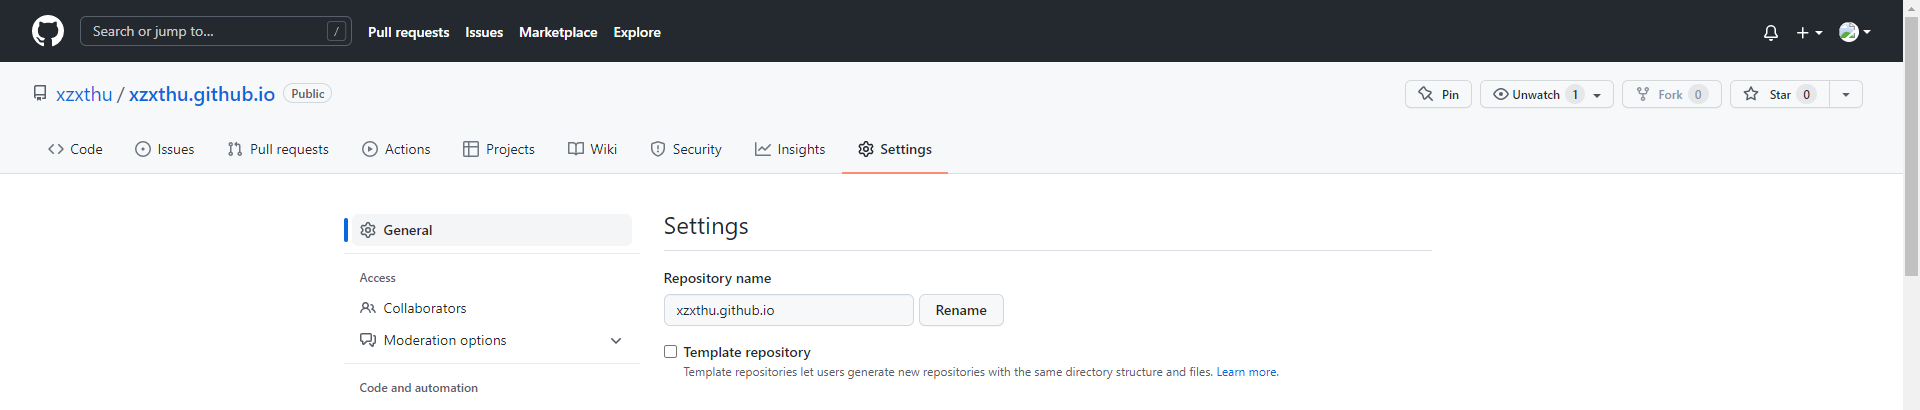 Search or jump to... /
Pull requests Issues Marketplace Explore
xzxthu / xzxthu.github.io Public
Pin Unwatch 1 Fork 0 Star 0
Code Issues Pull requests Actions Projects Wiki Security Insights Settings
General
Access
Collaborators
Moderation options
Code and automation
Settings
Repository name
xzxthu.github.io Rename
Template repository
Template repositories let users generate new repositories with the same directory structure and files. Learn more.